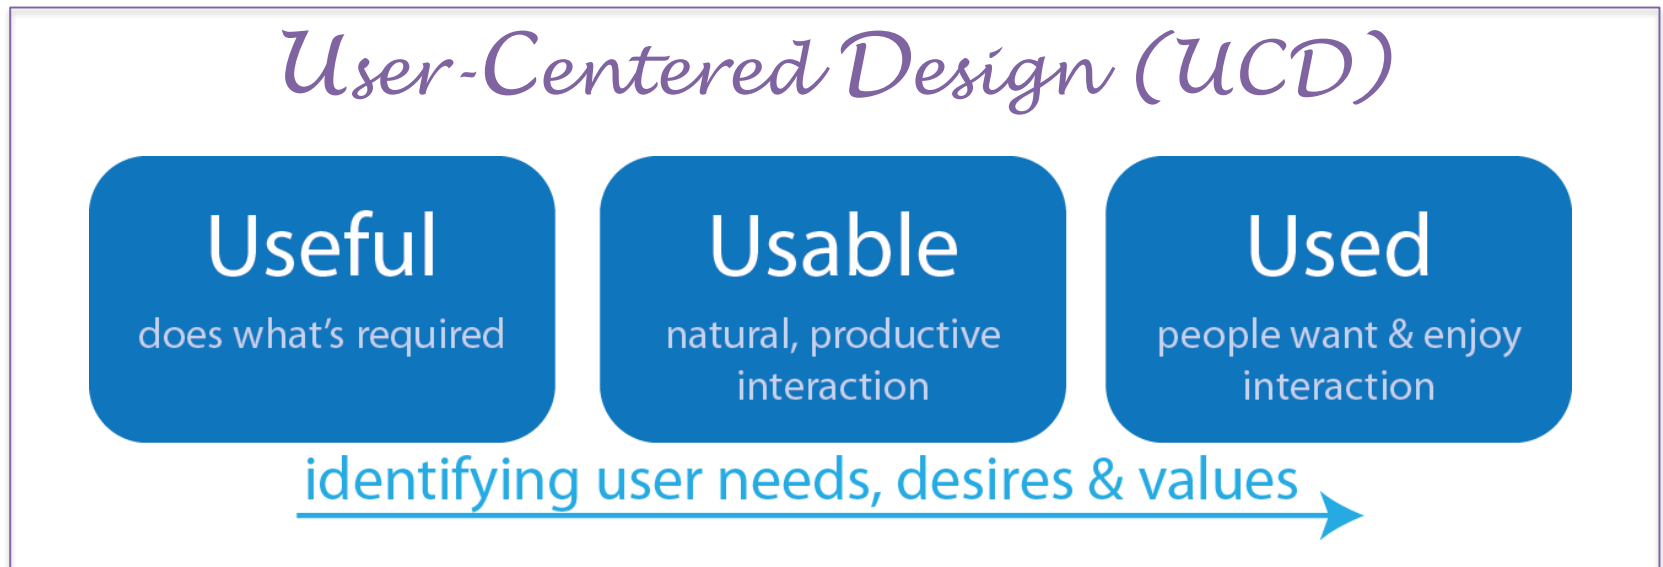 User-Centered Design (UCD)
Useful
does what’s required
Usable
natural, productive
interaction
Used
people want & enjoy
interaction
identifying user needs, desires & values